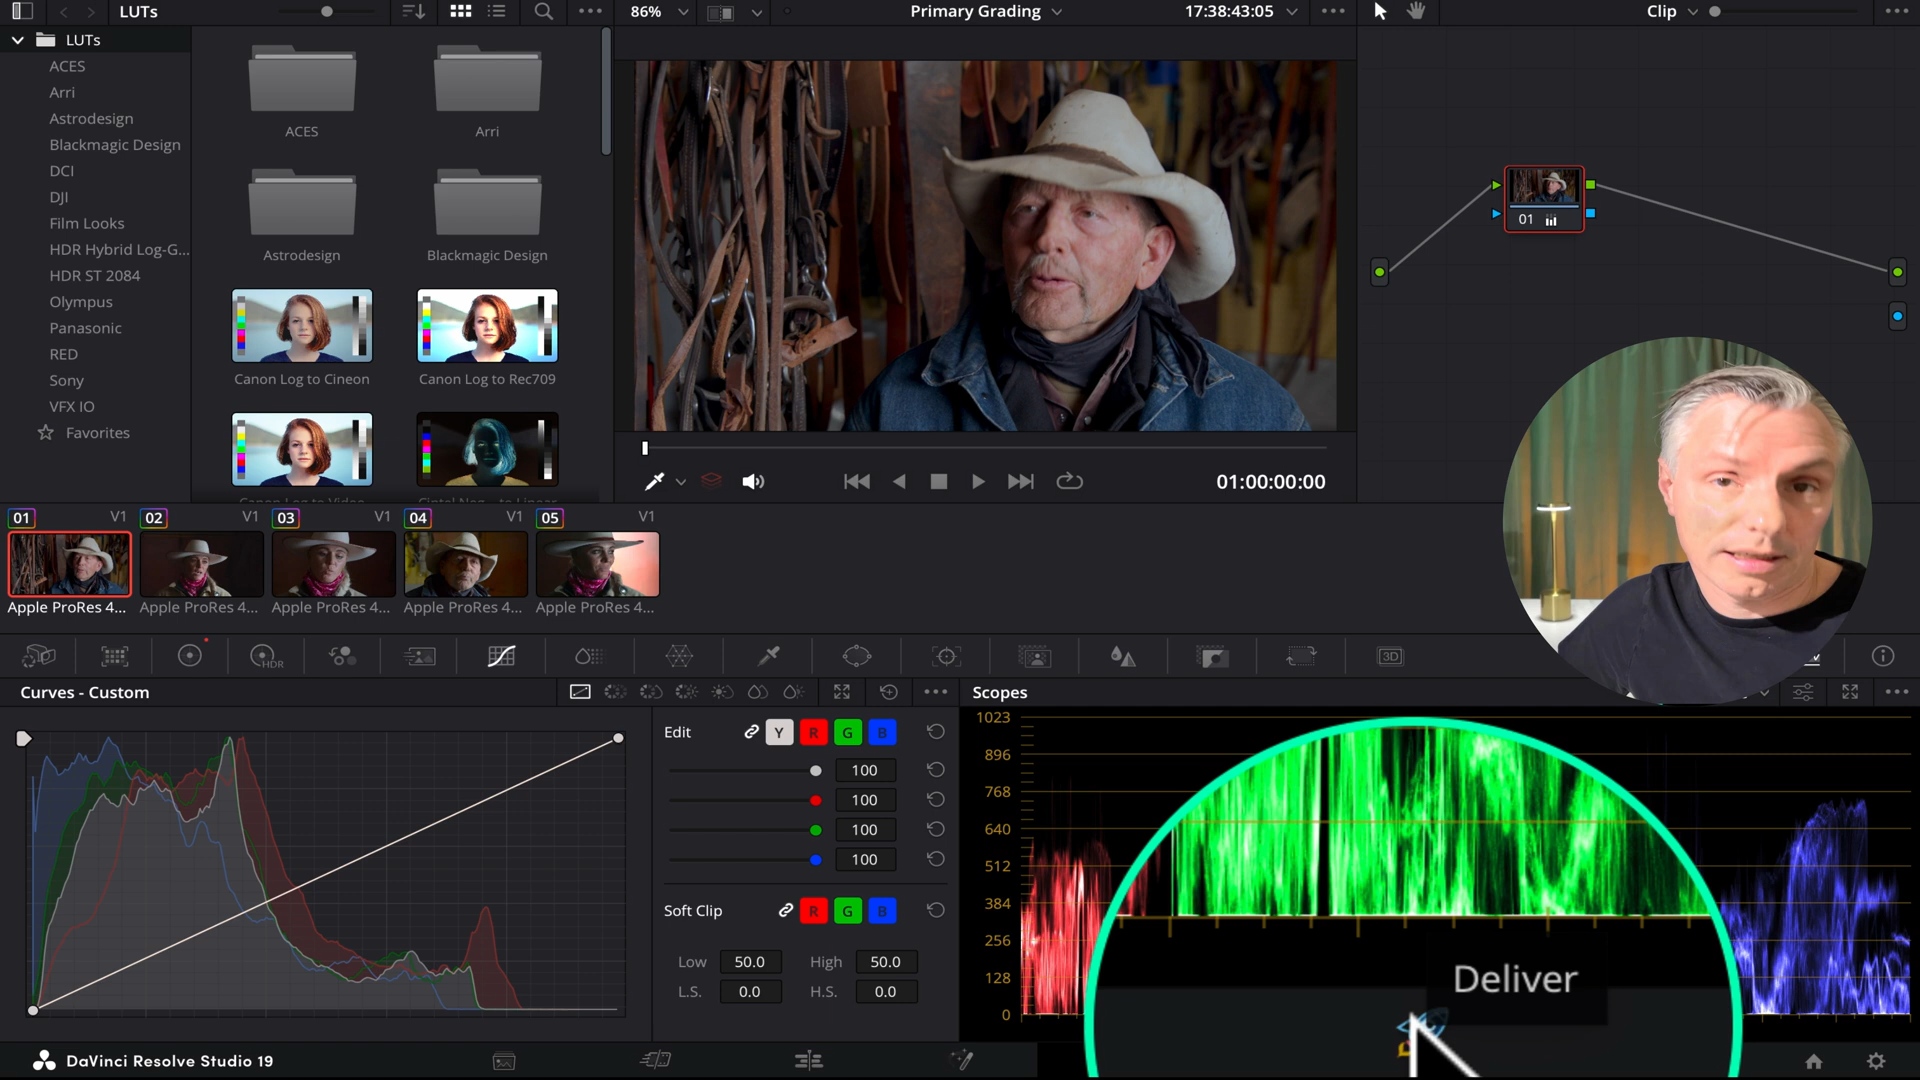 LUTs
86%
Primary Grading
17:38:43:05
Clip
LUTs
ACES
Arri
Astrodesign
Blackmagic Design
DCI
DJI
Film Looks
HDR Hybrid Log-G...
HDR ST 2084
Olympus
Panasonic
RED
Sony
VFX IO
Favorites
ACES
Arri
Astrodesign
Blackmagic Design
Canon Log to Cineon
Canon Log to Rec709
Canon Log to Video
01
01:00:00:00
01 V1
02 V1
03 V1
04 V1
05 V1
Apple ProRes 4...
Apple ProRes 4...
Apple ProRes 4...
Apple ProRes 4...
Apple ProRes 4...
HDR
3D
Curves - Custom
Edit
Y R G B
100
100
100
100
Soft Clip
R G B
Low 50.0 High 50.0
L.S. 0.0 H.S. 0.0
Scopes
1023
896
768
640
512
384
256
128
0
Deliver
DaVinci Resolve Studio 19